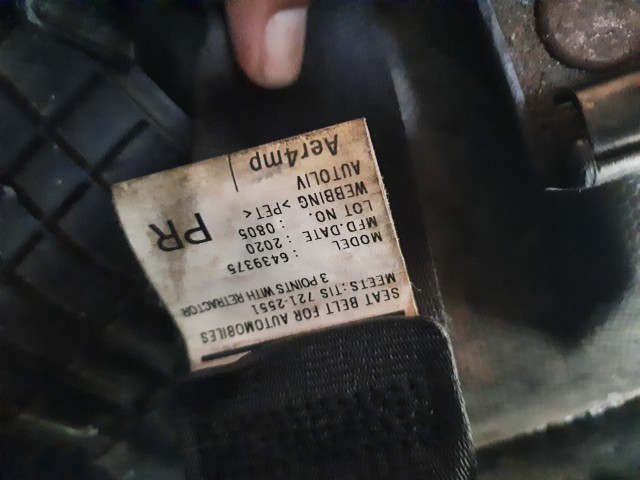 SEAT BELT FOR AUTOMOBILES
MEETS : TIS 721-2551
3 POINTS WITH RETRACTOR
MODEL : 6439375
MFD.DATE : 2020
LOT NO. : 0805
WEBBING >PET<
AUTOLIV
PR
Aer4mp